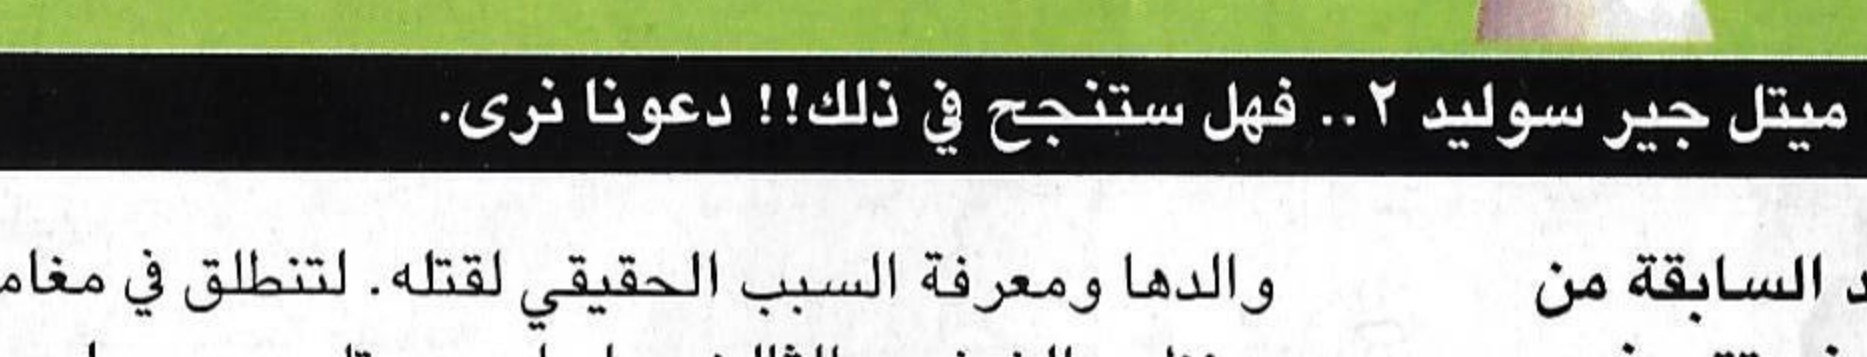 ميتل جير سوليد ٢.. فهل ستنجح في ذلك!! دعونا نرى.
السابقة من
والدها ومعرفة السبب الحقيقي لقتله. لتنطلق في